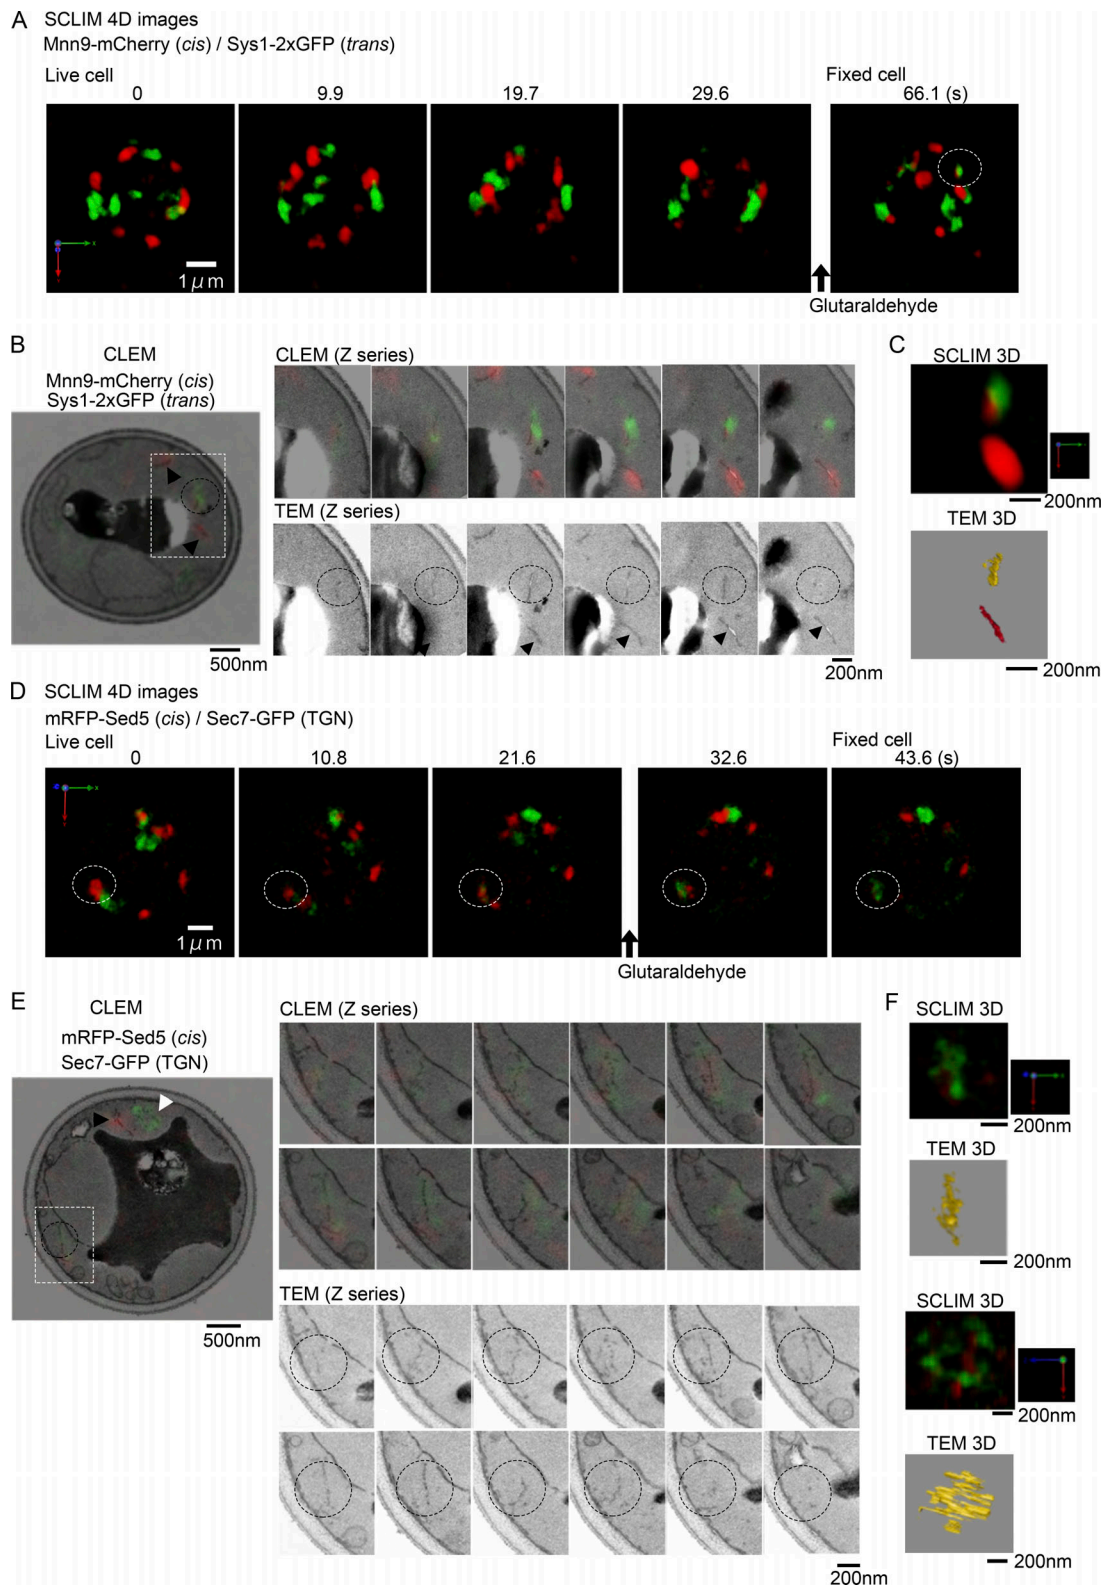 A
SCLIM 4D images
Mnn9-mCherry (cis) / Sys1-2xGFP (trans)
Live cell
Fixed cell
0
9.9
19.7
29.6
66.1 (s)
1 μm
Glutaraldehyde
B
CLEM
Mnn9-mCherry (cis)
Sys1-2xGFP (trans)
500nm
CLEM (Z series)
TEM (Z series)
200nm
C
SCLIM 3D
200nm
TEM 3D
200nm
D
SCLIM 4D images
mRFP-Sed5 (cis) / Sec7-GFP (TGN)
Live cell
Fixed cell
0
10.8
21.6
32.6
43.6 (s)
1 μm
Glutaraldehyde
E
CLEM
mRFP-Sed5 (cis)
Sec7-GFP (TGN)
500nm
CLEM (Z series)
TEM (Z series)
200nm
F
SCLIM 3D
200nm
TEM 3D
200nm
SCLIM 3D
200nm
TEM 3D
200nm